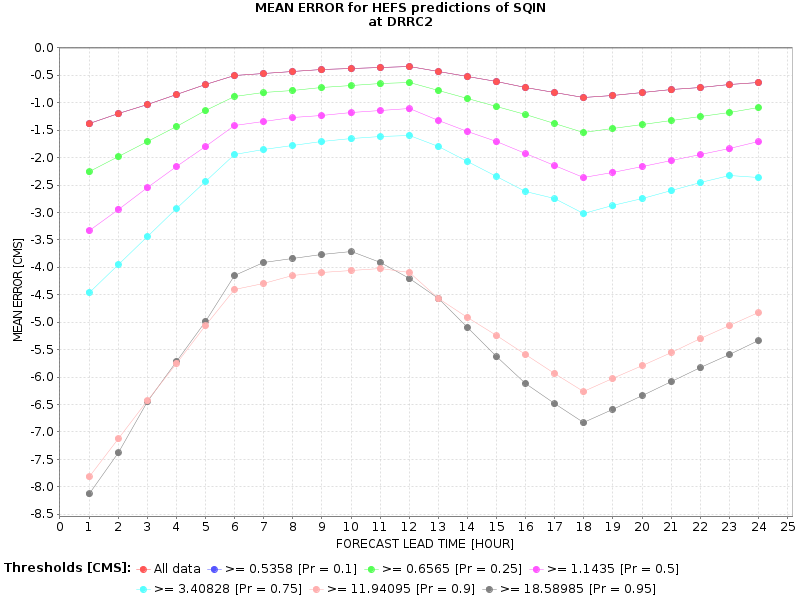 MEAN ERROR for HEFS predictions of SQIN
at DRRC2
0.0
-0.5
-1.0
-1.5
-2.0
-2.5
-3.0
-3.5
-4.0
-4.5
-5.0
-5.5
-6.0
-6.5
-7.0
-7.5
-8.0
-8.5
MEAN ERROR [CMS]
0 1 2 3 4 5 6 7 8 9 10 11 12 13 14 15 16 17 18 19 20 21 22 23 24 25
FORECAST LEAD TIME [HOUR]
Thresholds [CMS]: All data >= 0.5358 [Pr = 0.1] >= 0.6565 [Pr = 0.25] >= 1.1435 [Pr = 0.5]
>= 3.40828 [Pr = 0.75] >= 11.94095 [Pr = 0.9] >= 18.58985 [Pr = 0.95]